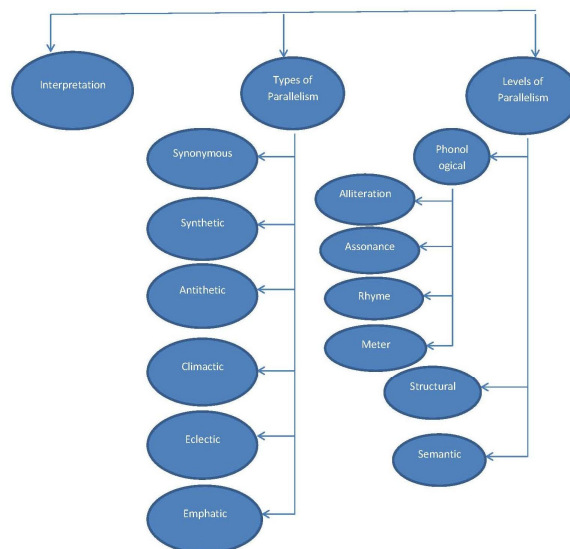 Interpretation
Types of
Parallelism
Levels of
Parallelism
Synonymous
Synthetic
Antithetic
Climactic
Eclectic
Emphatic
Phonol
ogical
Alliteration
Assonance
Rhyme
Meter
Structural
Semantic